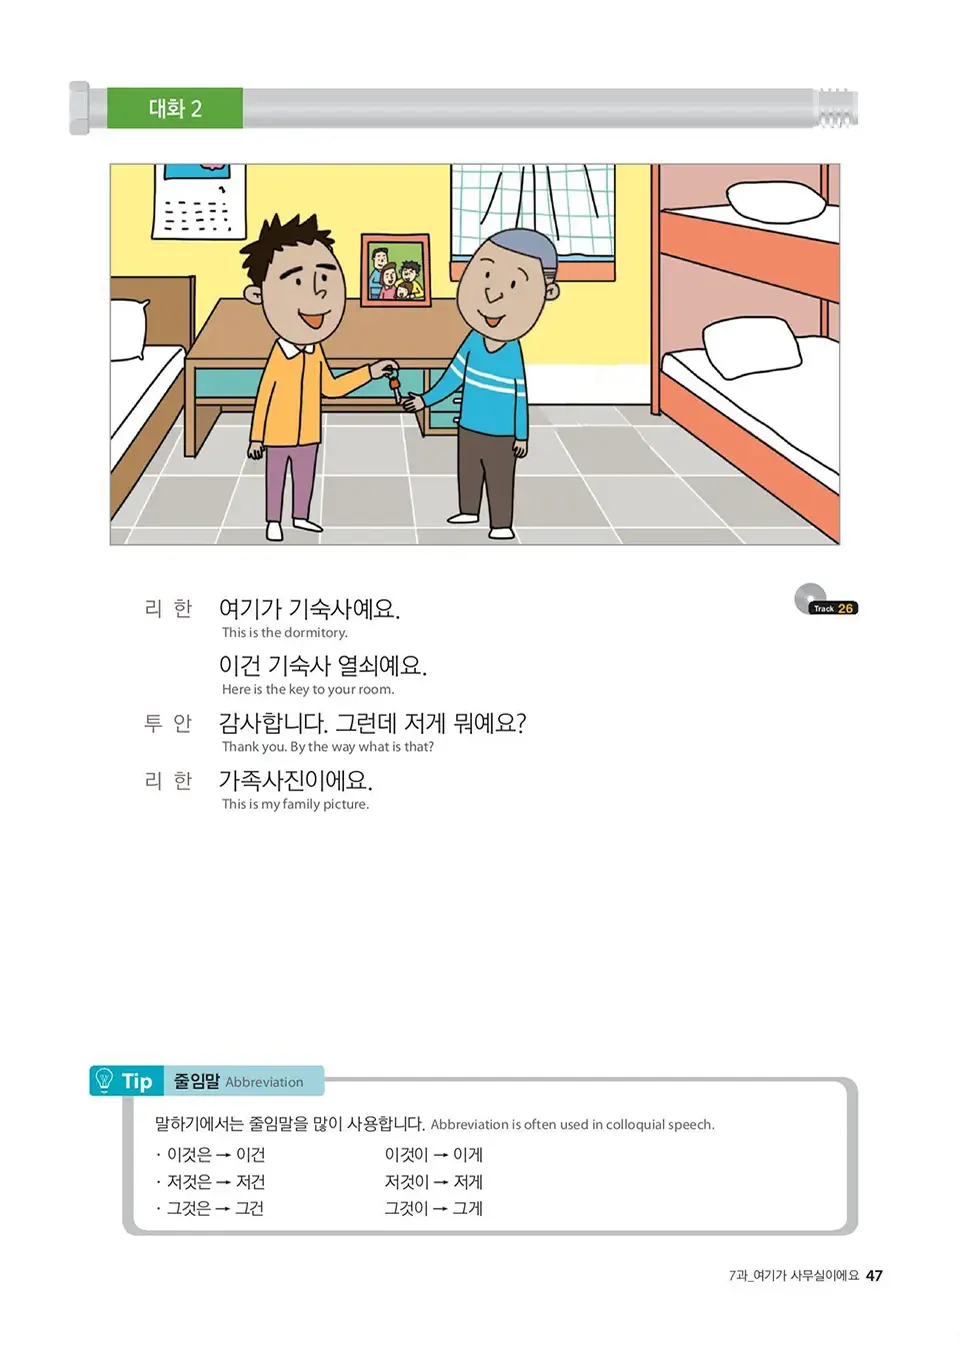 대화 2
리 한 여기가 기숙사예요.
This is the dormitory.
이건 기숙사 열쇠예요.
Here is the key to your room.
투 안 감사합니다. 그런데 저게 뭐예요?
Thank you. By the way what is that?
리 한 가족사진이에요.
This is my family picture.
Track 26
Tip 줄임말 Abbreviation
말하기에서는 줄임말을 많이 사용합니다. Abbreviation is often used in colloquial speech.
· 이것은 → 이건 이것이 → 이게
· 저것은 → 저건 저것이 → 저게
· 그것은 → 그건 그것이 → 그게
7과_여기가 사무실이에요 47